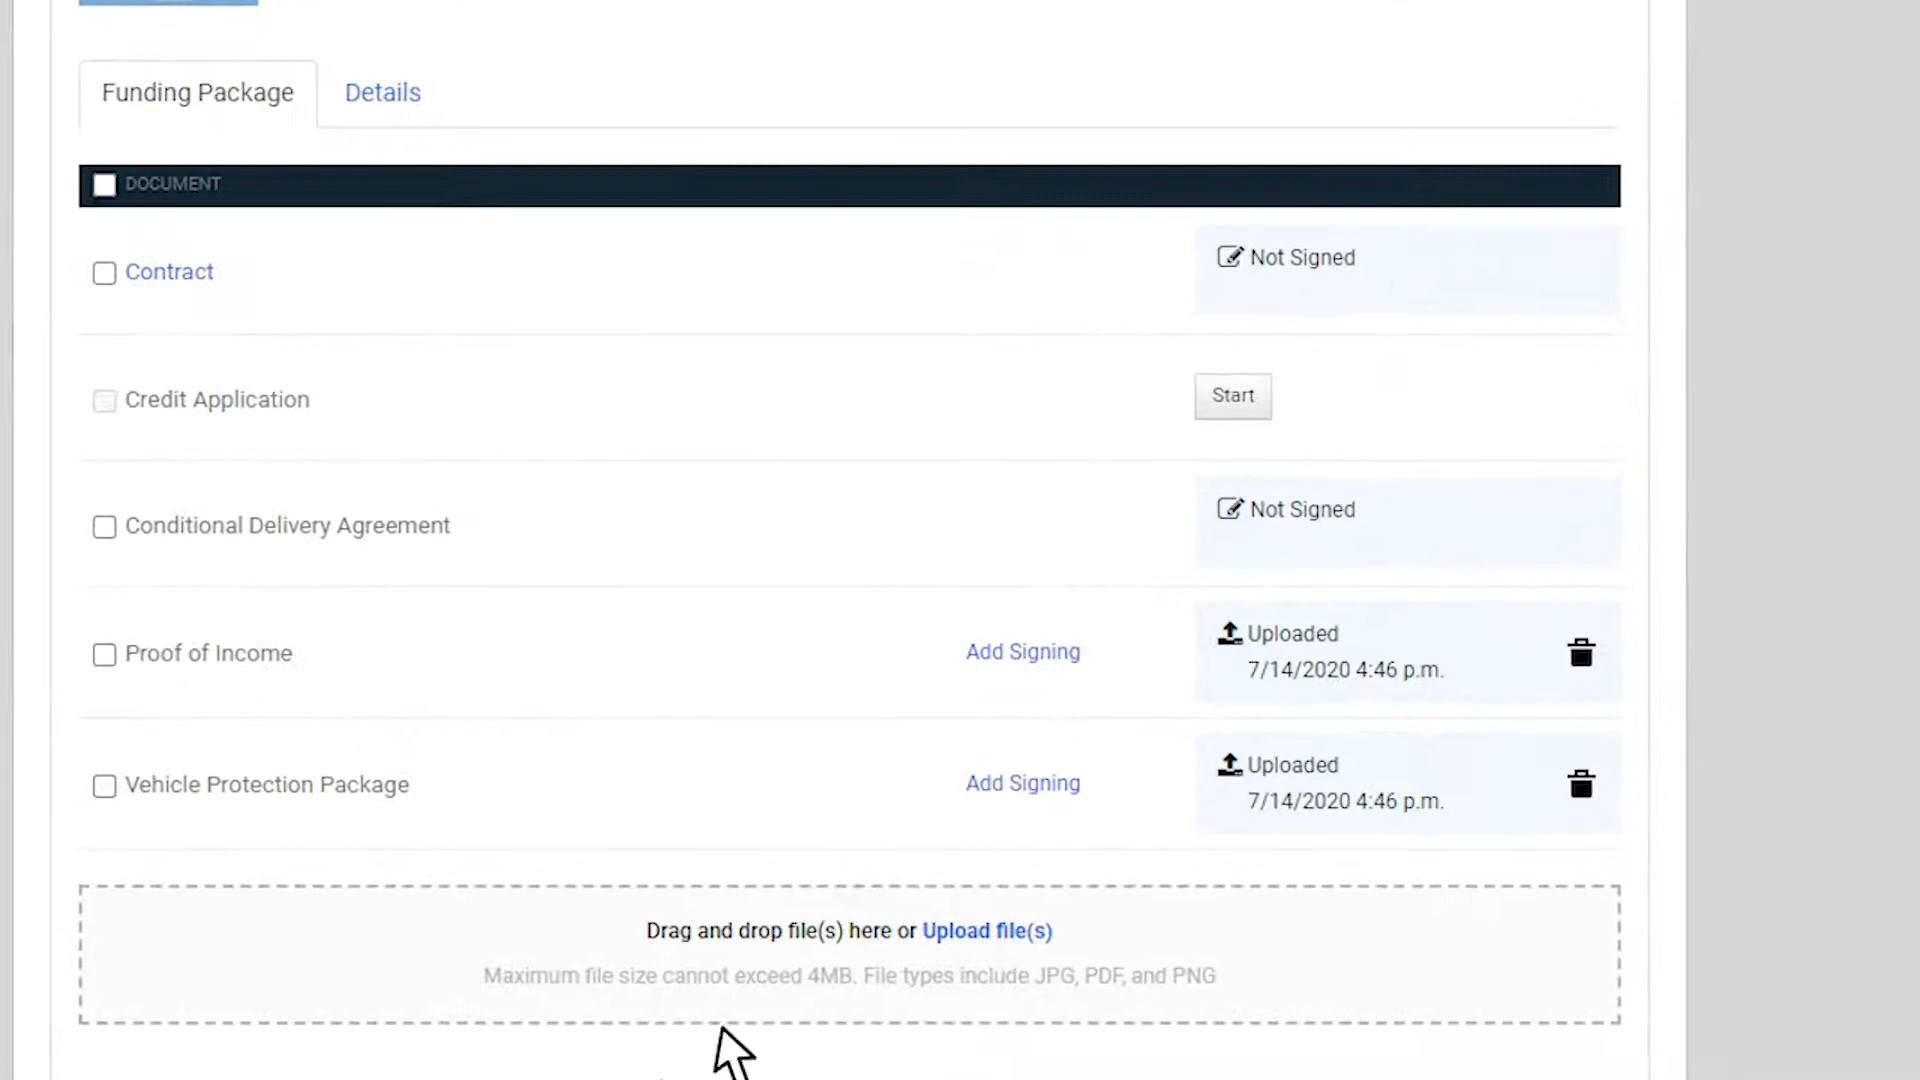 Funding Package
Details
DOCUMENT
Contract
Not Signed
Credit Application
Start
Conditional Delivery Agreement
Not Signed
Proof of Income
Add Signing
Uploaded
7/14/2020 4:46 p.m.
Vehicle Protection Package
Add Signing
Uploaded
7/14/2020 4:46 p.m.
Drag and drop file(s) here or Upload file(s)
Maximum file size cannot exceed 4MB. File types include JPG, PDF, and PNG